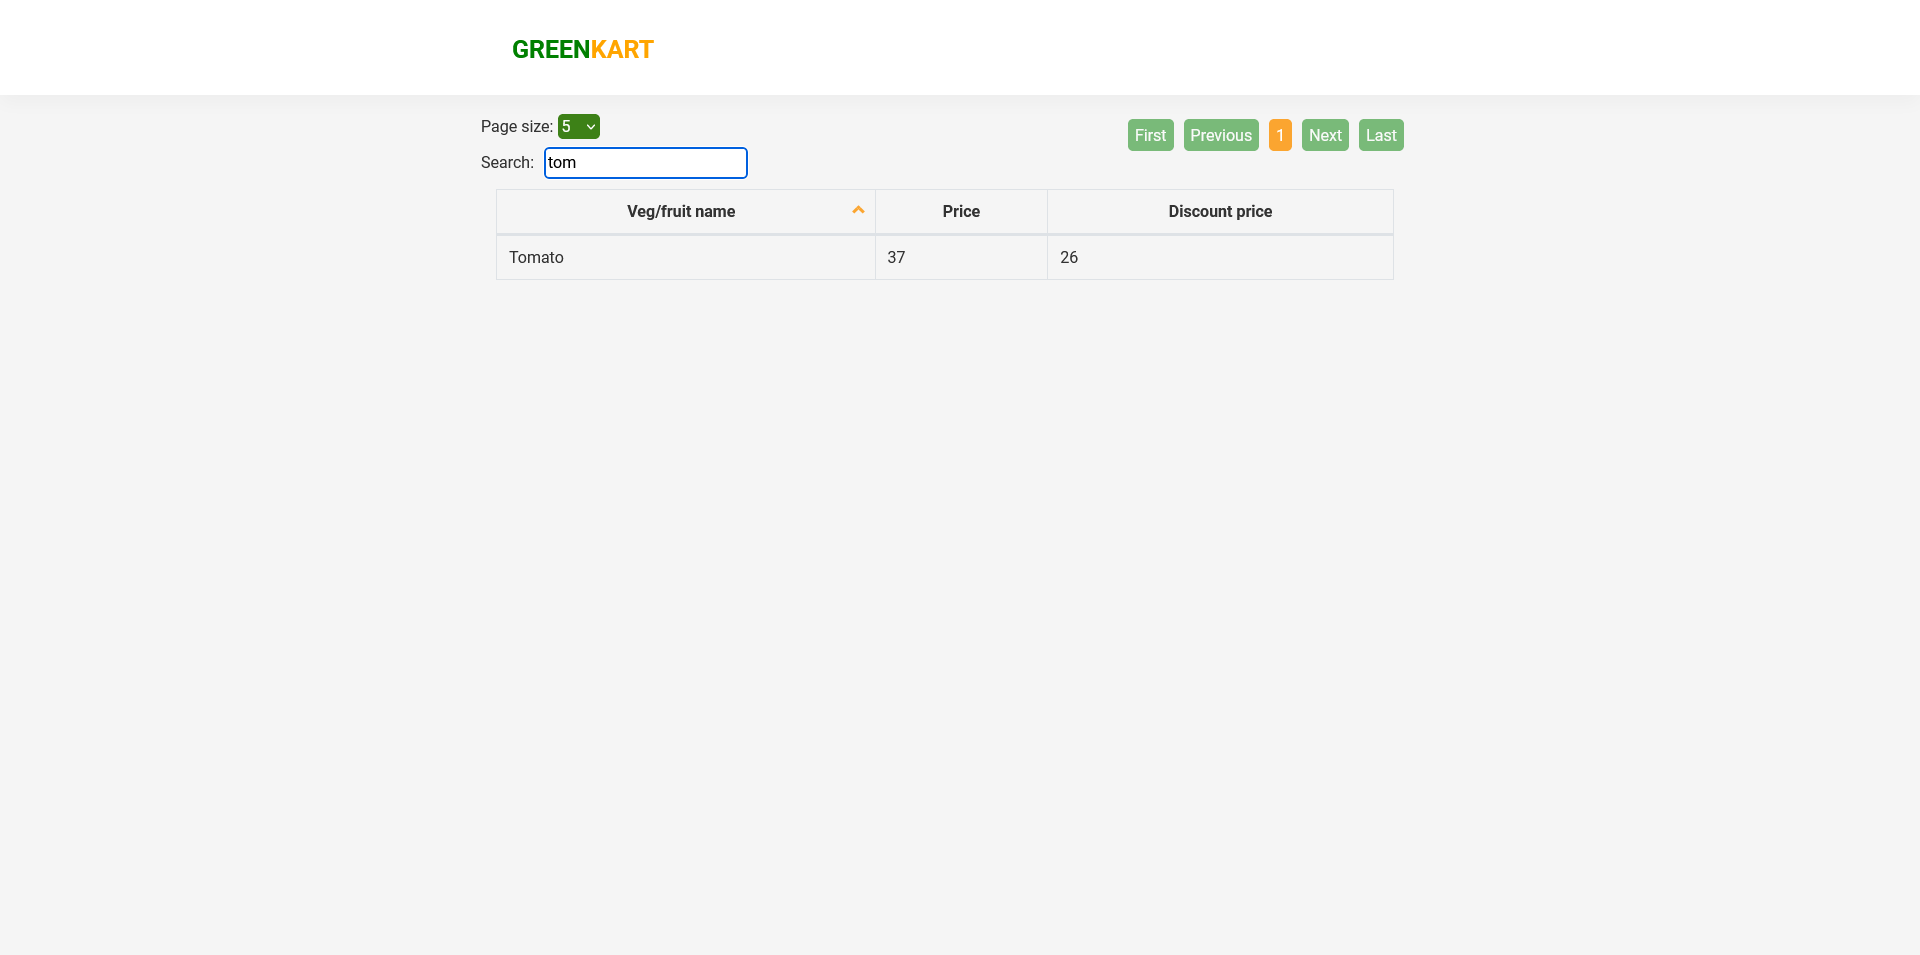 GREENKART
Page size: 5
First Previous 1 Next Last
Search: tom
Veg/fruit name Price Discount price
Tomato 37 26